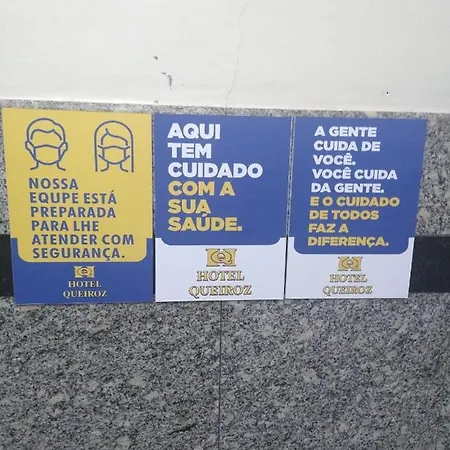 NOSSA
EQUPE ESTÁ
PREPARADA
PARA LHE
ATENDER COM
SEGURANÇA.
HOTEL
QUEIROZ
AQUI
TEM
CUIDADO
COM A
SUA
SAÚDE.
HOTEL
QUEIROZ
A GENTE
CUIDA DE
VOCÊ.
VOCÊ CUIDA
DA GENTE.
E O CUIDADO
DE TODOS
FAZ A
DIFERENÇA.
HOTEL
QUEIROZ